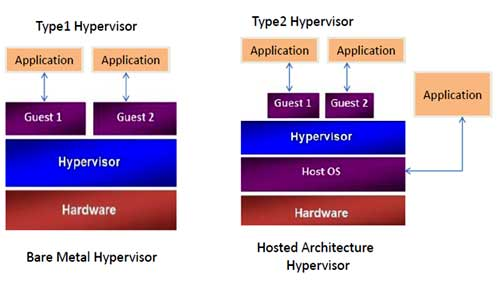 Type1 Hypervisor
Application
Application
Guest 1
Guest 2
Hypervisor
Hardware
Bare Metal Hypervisor
Type2 Hypervisor
Application
Application
Application
Guest 1
Guest 2
Hypervisor
Host OS
Hardware
Hosted Architecture
Hypervisor